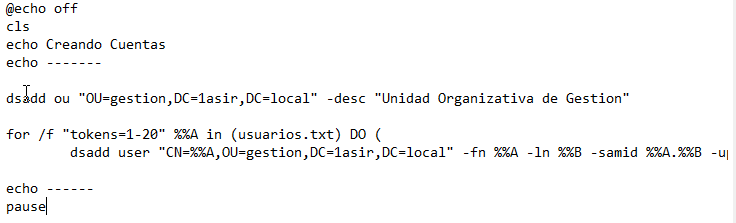 @echo off
cls
echo Creando Cuentas
echo -------
dsadd ou "OU=gestion,DC=1asir,DC=local" -desc "Unidad Organizativa de Gestion"
for /f "tokens=1-20" %%A in (usuarios.txt) DO (
dsadd user "CN=%%A,OU=gestion,DC=1asir,DC=local" -fn %%A -ln %%B -samid %%A.%%B
echo ------
pause